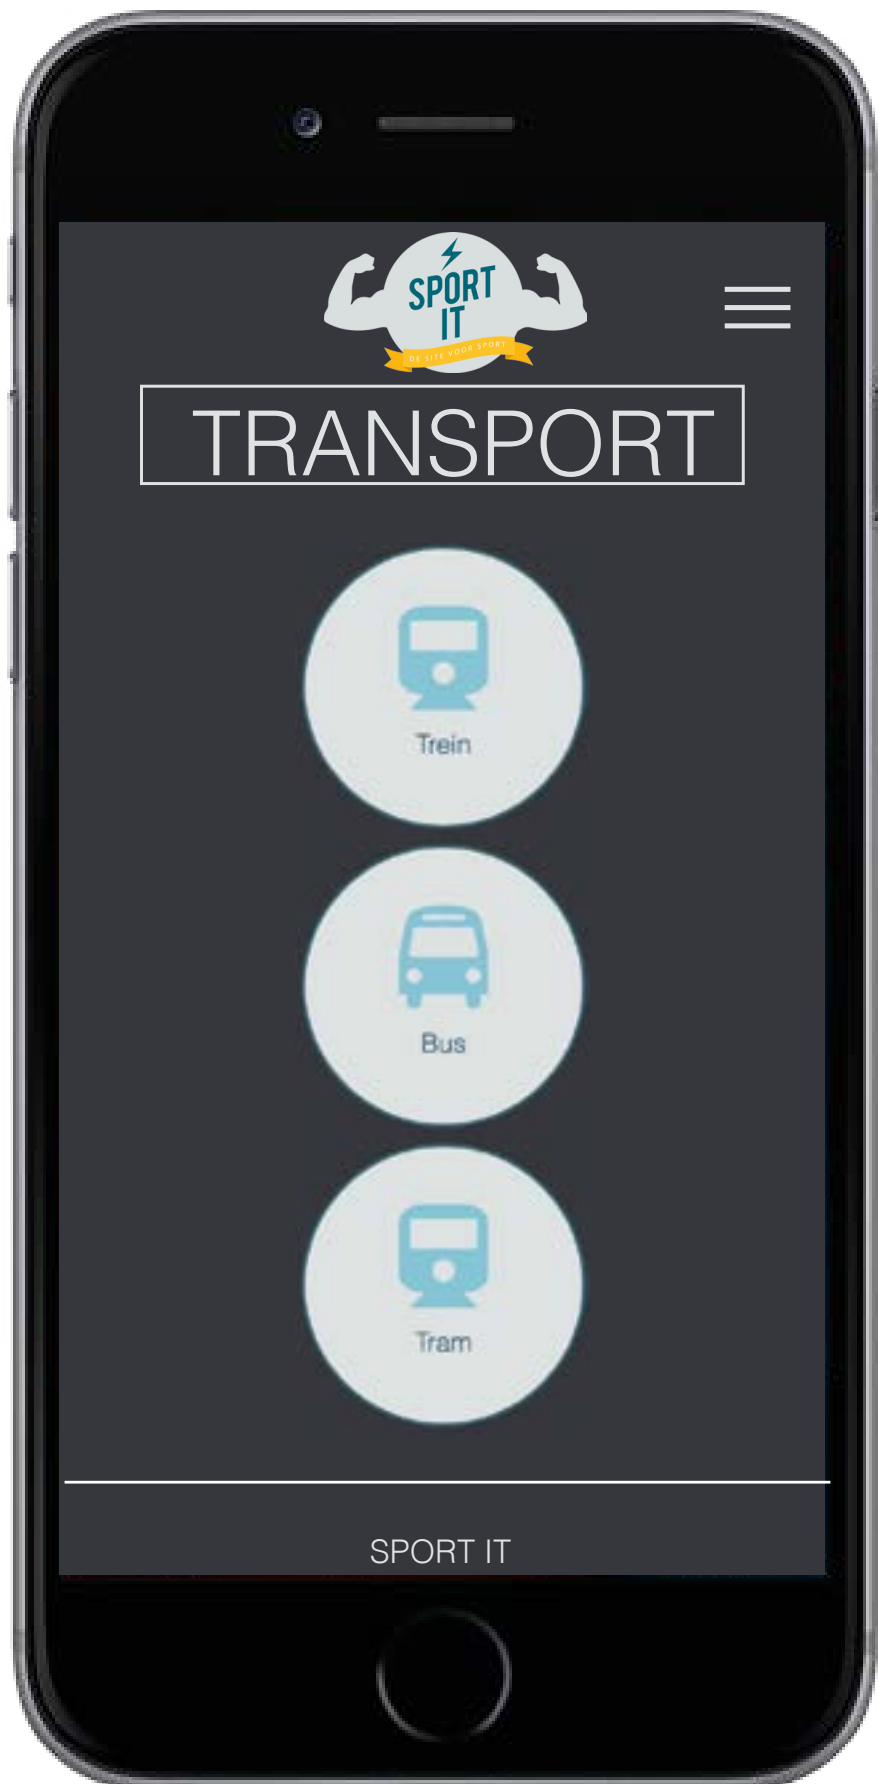 SPORT
IT
DE SITE VOOR SPORT
TRANSPORT
Trein
Bus
Tram
SPORT IT